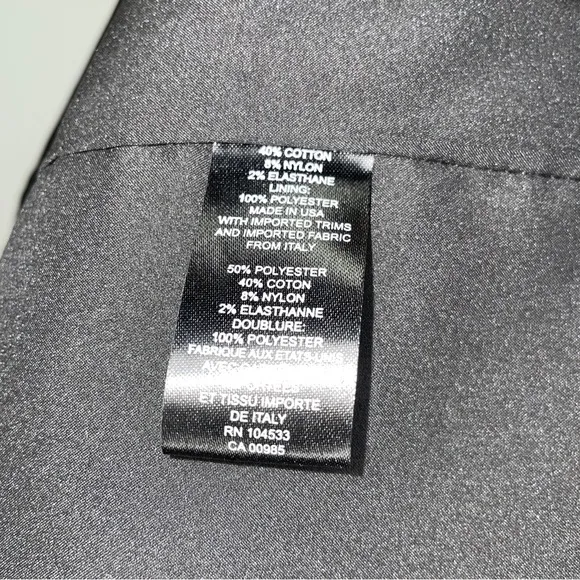 40% COTTON
8% NYLON
2% ELASTHANE
LINING:
100% POLYESTER
MADE IN USA
WITH IMPORTED TRIMS
AND IMPORTED FABRIC
FROM ITALY
50% POLYESTER
40% COTON
8% NYLON
2% ELASTHANNE
DOUBLURE:
100% POLYESTER
FABRIQUE AUX ETATS-UNIS
AVEC
ET TISSU IMPORTE
DE ITALY
RN 104533
CA 00985